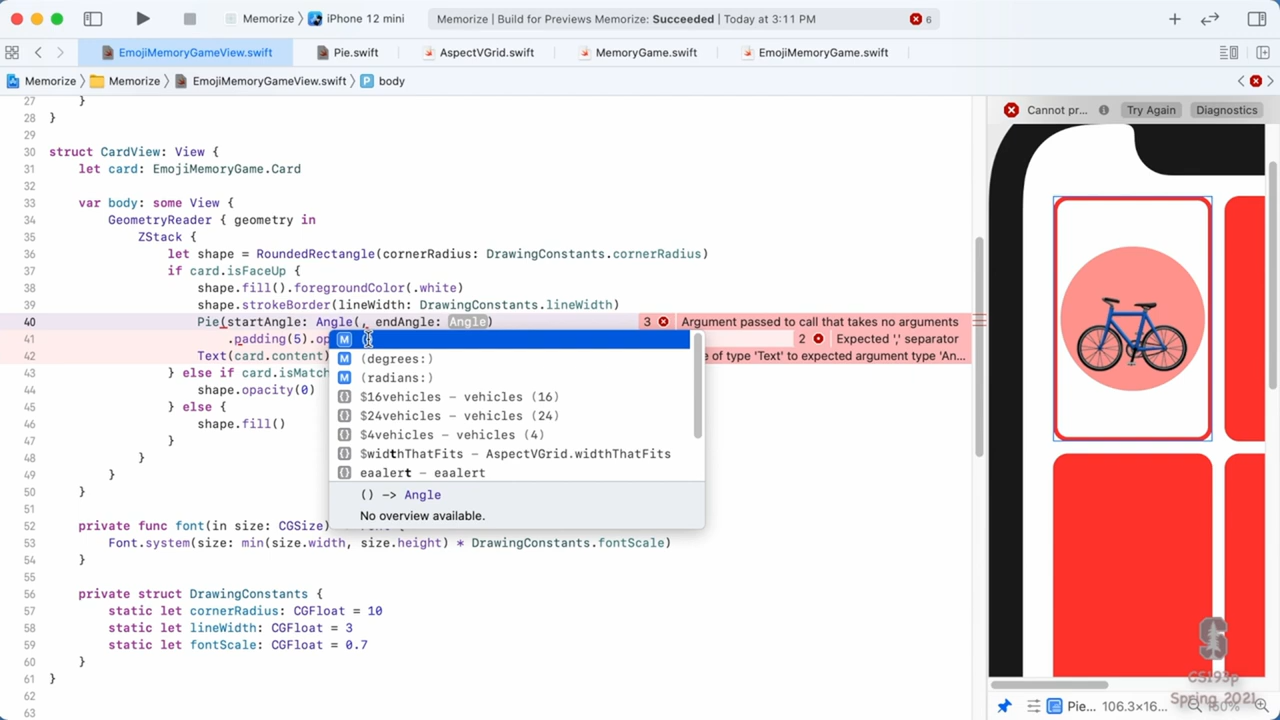 Memorize
iPhone 12 mini
Memorize | Build for Previews Memorize: Succeeded | Today at 3:11 PM
6
EmojiMemoryGameView.swift
Pie.swift
AspectVGrid.swift
MemoryGame.swift
EmojiMemoryGame.swift
Memorize
Memorize
EmojiMemoryGameView.swift
P body
Cannot pr...
Try Again
Diagnostics
27 }
28 }
29
30 struct CardView: View {
31 let card: EmojiMemoryGame.Card
32
33 var body: some View {
34 GeometryReader { geometry in
35 ZStack {
36 let shape = RoundedRectangle(cornerRadius: DrawingConstants.cornerRadius)
37 if card.isFaceUp {
38 shape.fill().foregroundColor(.white)
39 shape.strokeBorder(lineWidth: DrawingConstants.lineWidth)
40 Pie(startAngle: Angle(, endAngle: Angle) 3 Argument passed to call that takes no arguments
41 .padding(5).op 2 Expected ',' separator
42 Text(card.content) e of type 'Text' to expected argument type 'An...
43 } else if card.isMatch
44 shape.opacity(0)
45 } else {
46 shape.fill()
47 }
48 }
49 }
50 }
51
52 private func font(in size: CGSize)
53 Font.system(size: min(size.width, size.height) * DrawingConstants.fontScale)
54 }
55
56 private struct DrawingConstants {
57 static let cornerRadius: CGFloat = 10
58 static let lineWidth: CGFloat = 3
59 static let fontScale: CGFloat = 0.7
60 }
61 }
62
63
M ()
M (degrees:)
M (radians:)
{} $16vehicles – vehicles (16)
{} $24vehicles – vehicles (24)
{} $4vehicles – vehicles (4)
{} $widthThatFits – AspectVGrid.widthThatFits
{} eaalert – eaalert
() -> Angle
No overview available.
CS193p
Spring 2021
Pie...
106.3×16...